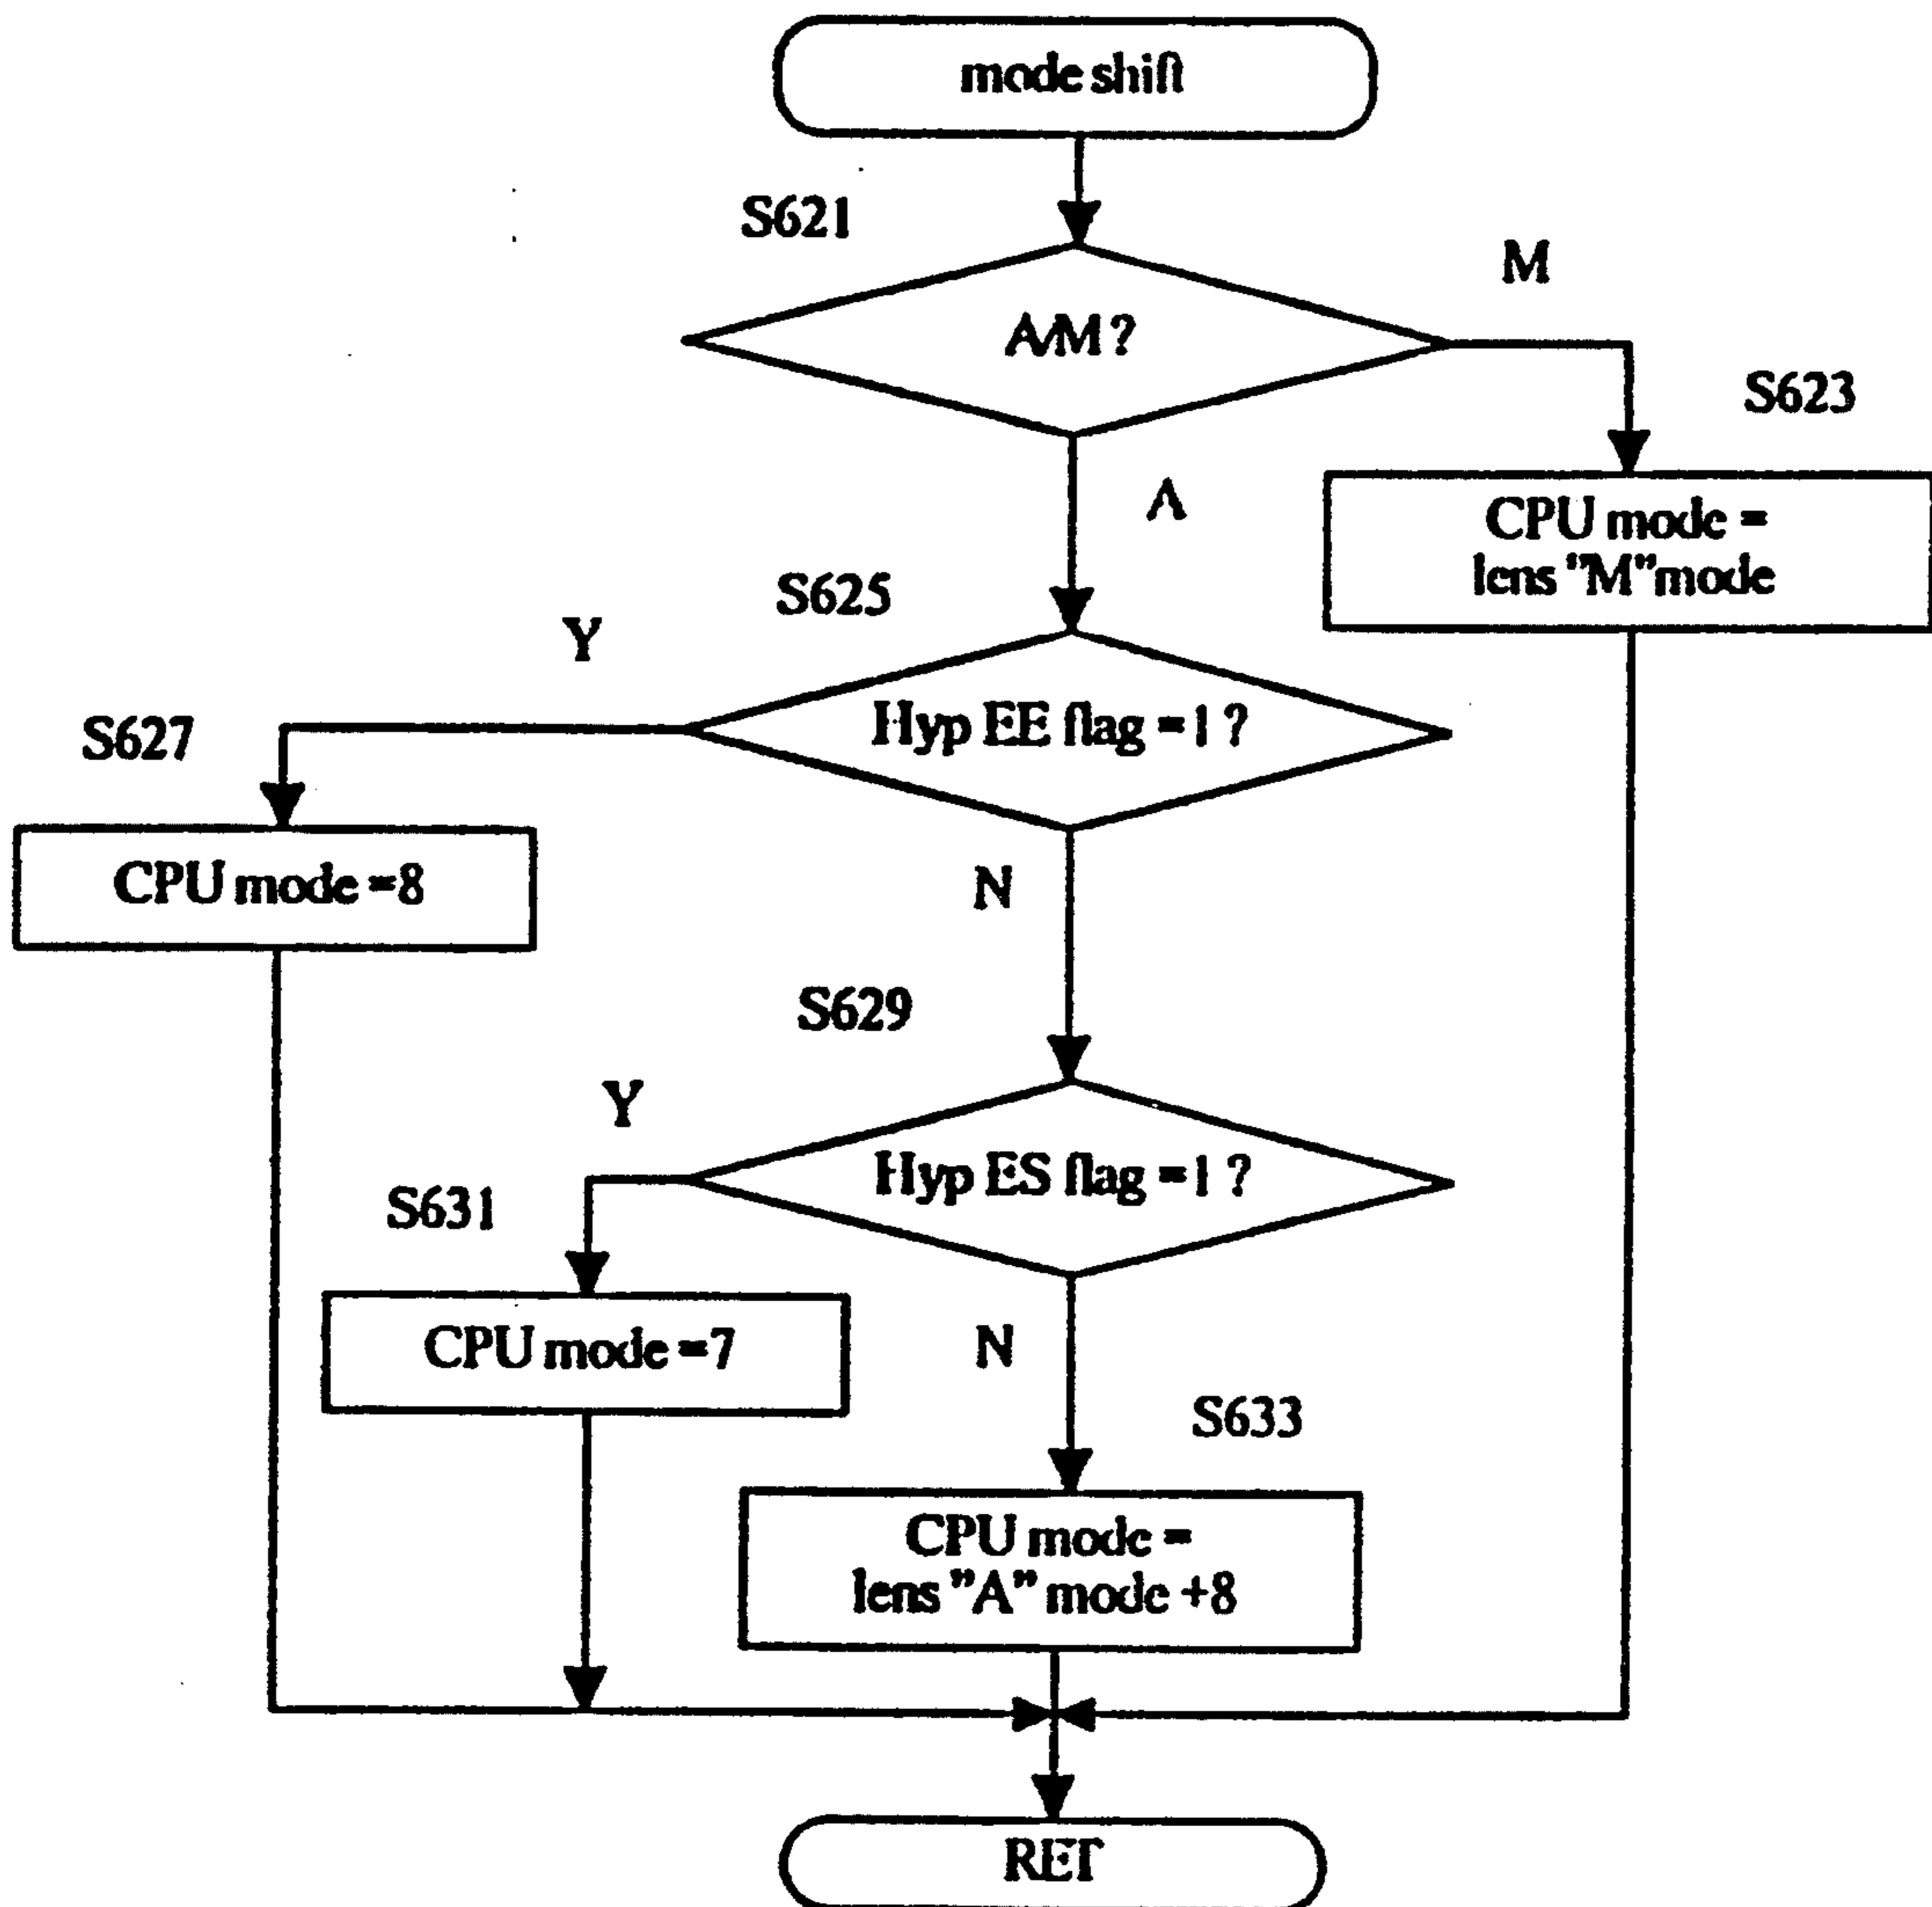 mode shift
S621
M
A/M ?
S623
A
CPU mode =
lens "M" mode
S625
Y
Hyp EE flag =1 ?
S627
CPU mode =8
N
S629
Y
Hyp ES flag =1 ?
S631
CPU mode =7
N
S633
CPU mode =
lens "A" mode +8
RET